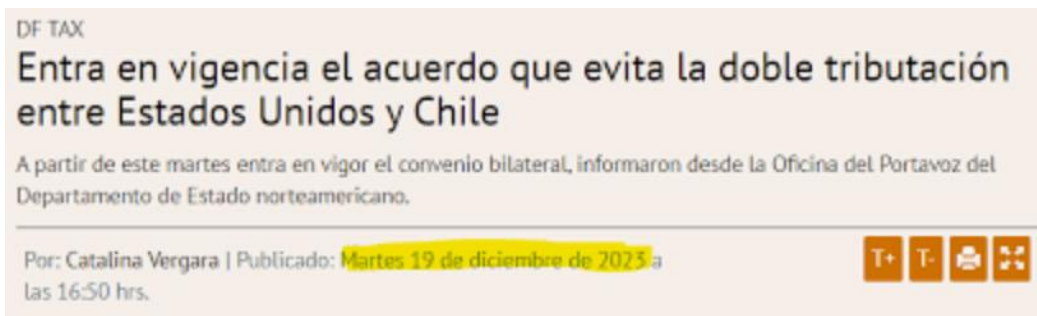 DF TAX
Entra en vigencia el acuerdo que evita la doble tributación
entre Estados Unidos y Chile
A partir de este martes entra en vigor el convenio bilateral, informaron desde la Oficina del Portavoz del
Departamento de Estado norteamericano.
Por: Catalina Vergara | Publicado: Martes 19 de diciembre de 2023 a
las 16:50 hrs.
T+ T-